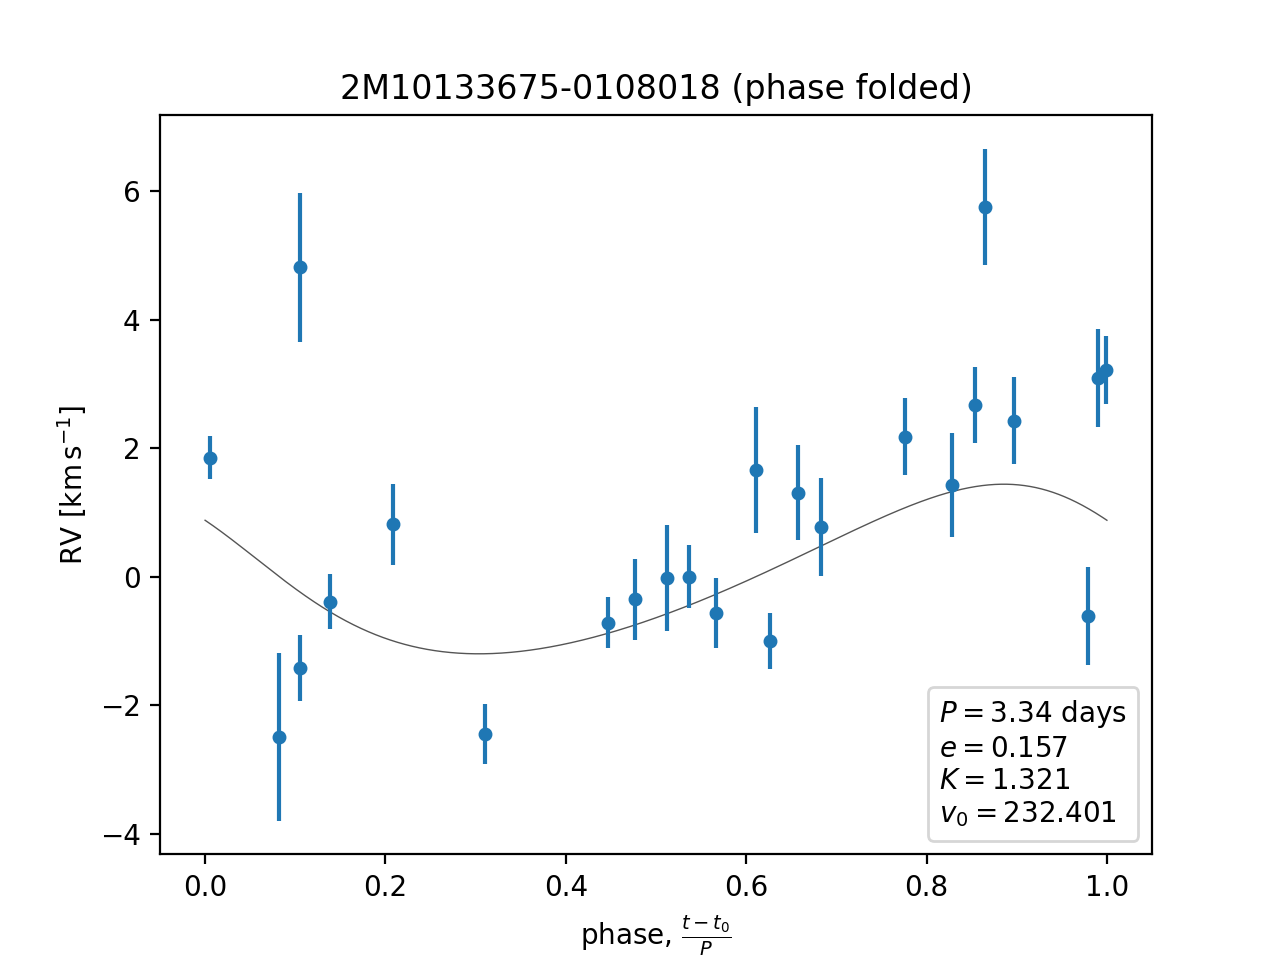 2M10133675-0108018 (phase folded)
RV [km s⁻¹]
6
4
2
0
−2
−4
0.0 0.2 0.4 0.6 0.8 1.0
phase, (t − t₀)/P
P = 3.34 days
e = 0.157
K = 1.321
v₀ = 232.401